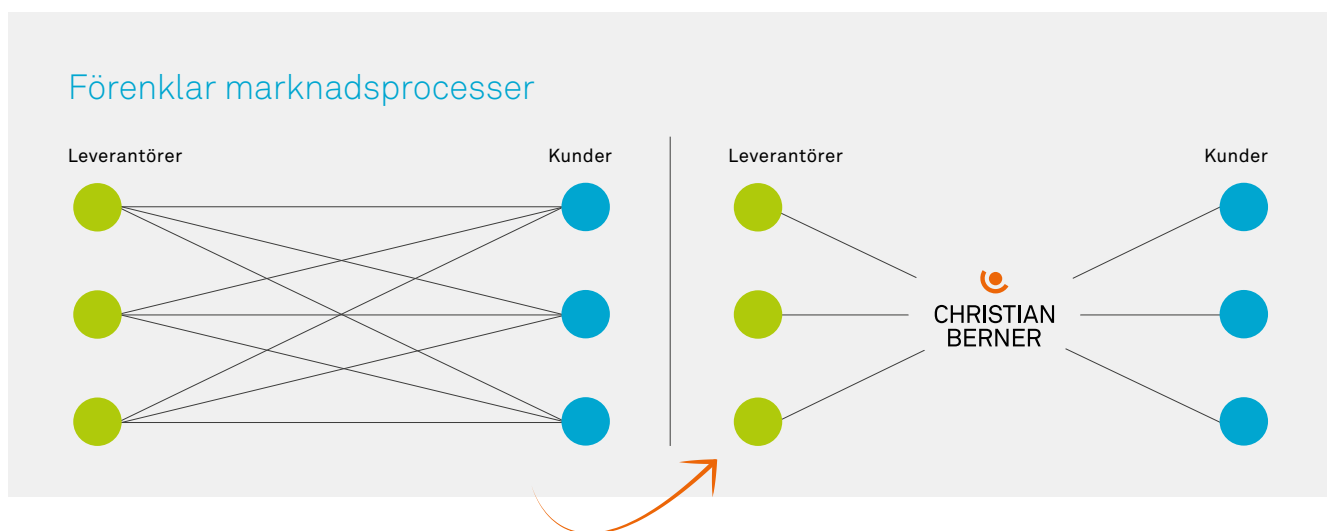 Förenklar marknadsprocesser
Leverantörer
Kunder
Leverantörer
Kunder
CHRISTIAN
BERNER